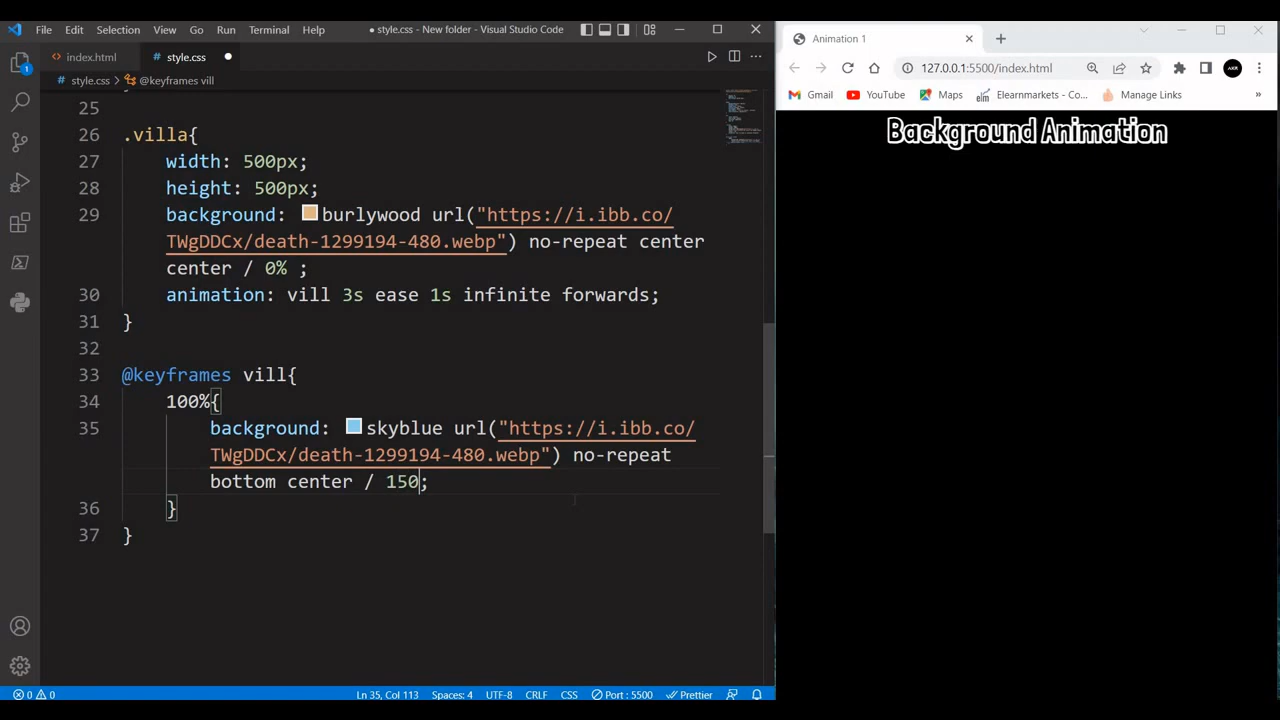 File Edit Selection View Go Run Terminal Help
● style.css - New folder - Visual Studio Code
index.html
style.css ●
style.css > @keyframes vill
25
26 .villa{
27 width: 500px;
28 height: 500px;
29 background: burlywood url("https://i.ibb.co/
TWgDDCx/death-1299194-480.webp") no-repeat center
center / 0% ;
30 animation: vill 3s ease 1s infinite forwards;
31 }
32
33 @keyframes vill{
34 100%{
35 background: skyblue url("https://i.ibb.co/
TWgDDCx/death-1299194-480.webp") no-repeat
bottom center / 150;
36 }
37 }
1
0 0 Ln 35, Col 113 Spaces: 4 UTF-8 CRLF CSS Port : 5500 Prettier
Animation 1
127.0.0.1:5500/index.html
AKR
Gmail YouTube Maps Elearnmarkets - Co... Manage Links »
Background Animation